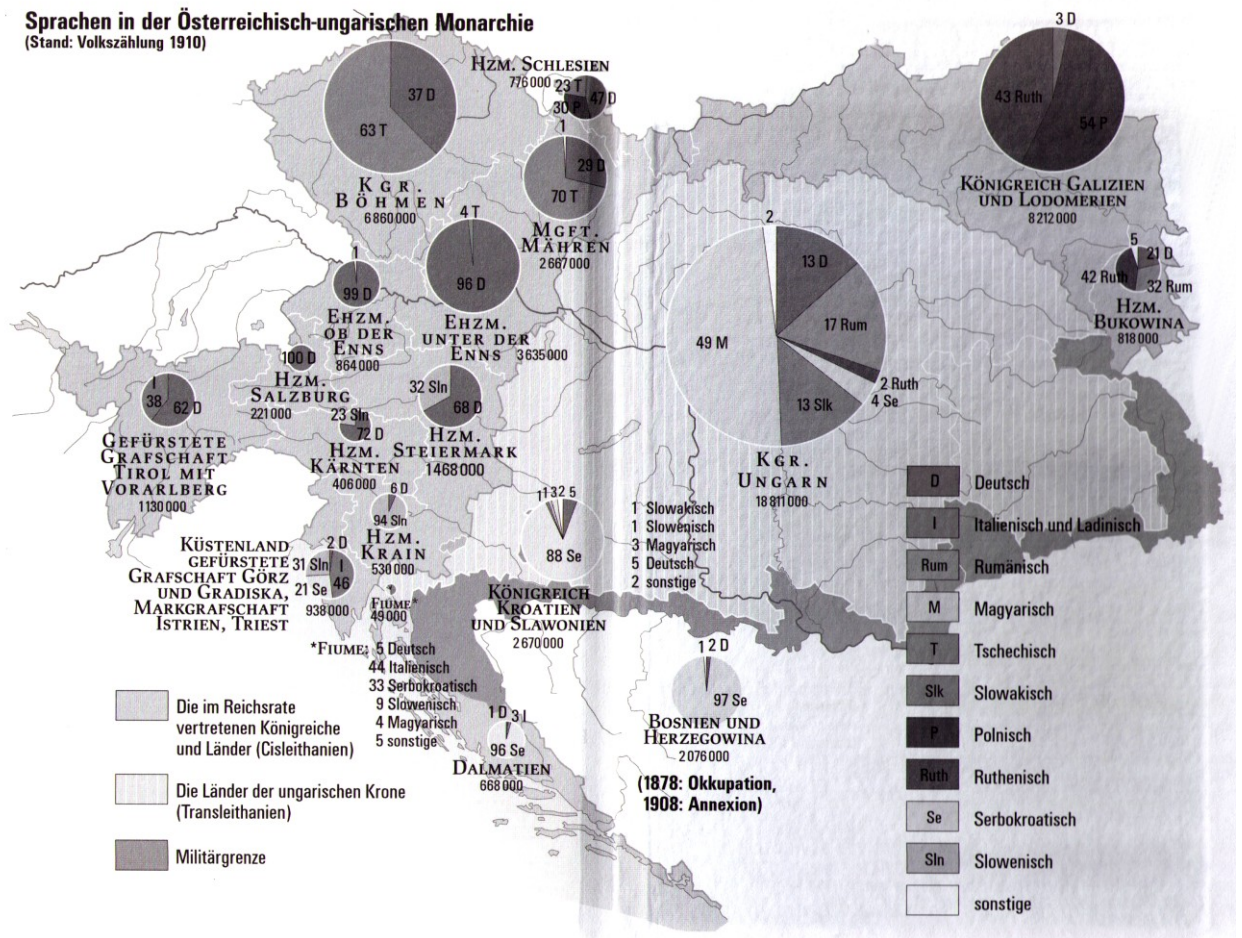 Sprachen in der Österreichisch-ungarischen Monarchie
(Stand: Volkszählung 1910)
37 D
63 T
KGR.
BÖHMEN
6 860 000
HZM. SCHLESIEN
776 000
23 T
47 D
30 P
1
29 D
70 T
MGFT.
MÄHREN
2 667 000
3 D
43 Ruth
54 P
KÖNIGREICH GALIZIEN
UND LODOMERIEN
8 212 000
5
21 D
42 Ruth
32 Rum
HZM.
BUKOWINA
818 000
1
99 D
EHZM.
OB DER
ENNS
864 000
4 T
96 D
EHZM.
UNTER DER
ENNS
3 635 000
100 D
HZM.
SALZBURG
221 000
I
38
62 D
GEFÜRSTETE
GRAFSCHAFT
TIROL MIT
VORARLBERG
1 130 000
23 Sln
72 D
HZM.
KÄRNTEN
406 000
32 Sln
68 D
HZM.
STEIERMARK
1 468 000
2
13 D
17 Rum
49 M
2 Ruth
4 Se
13 Slk
KGR.
UNGARN
18 811 000
6 D
94 Sln
HZM.
KRAIN
530 000
2 D
31 Sln
I
46
21 Se
KÜSTENLAND
GEFÜRSTETE
GRAFSCHAFT GÖRZ
UND GRADISKA,
MARKGRAFSCHAFT
ISTRIEN, TRIEST
938 000
FIUME*
49 000
*FIUME: 5 Deutsch
44 Italienisch
33 Serbokroatisch
9 Slowenisch
4 Magyarisch
5 sonstige
1 1 3 2 5
88 Se
1 Slowakisch
1 Slowenisch
3 Magyarisch
5 Deutsch
2 sonstige
KÖNIGREICH
KROATIEN
UND SLAWONIEN
2 670 000
1 D
3 I
96 Se
DALMATIEN
668 000
1 2 D
97 Se
BOSNIEN UND
HERZEGOWINA
2 076 000
(1878: Okkupation,
1908: Annexion)
Die im Reichsrate
vertretenen Königreiche
und Länder (Cisleithanien)
Die Länder der ungarischen Krone
(Transleithanien)
Militärgrenze
D Deutsch
I Italienisch und Ladinisch
Rum Rumänisch
M Magyarisch
T Tschechisch
Slk Slowakisch
P Polnisch
Ruth Ruthenisch
Se Serbokroatisch
Sln Slowenisch
sonstige